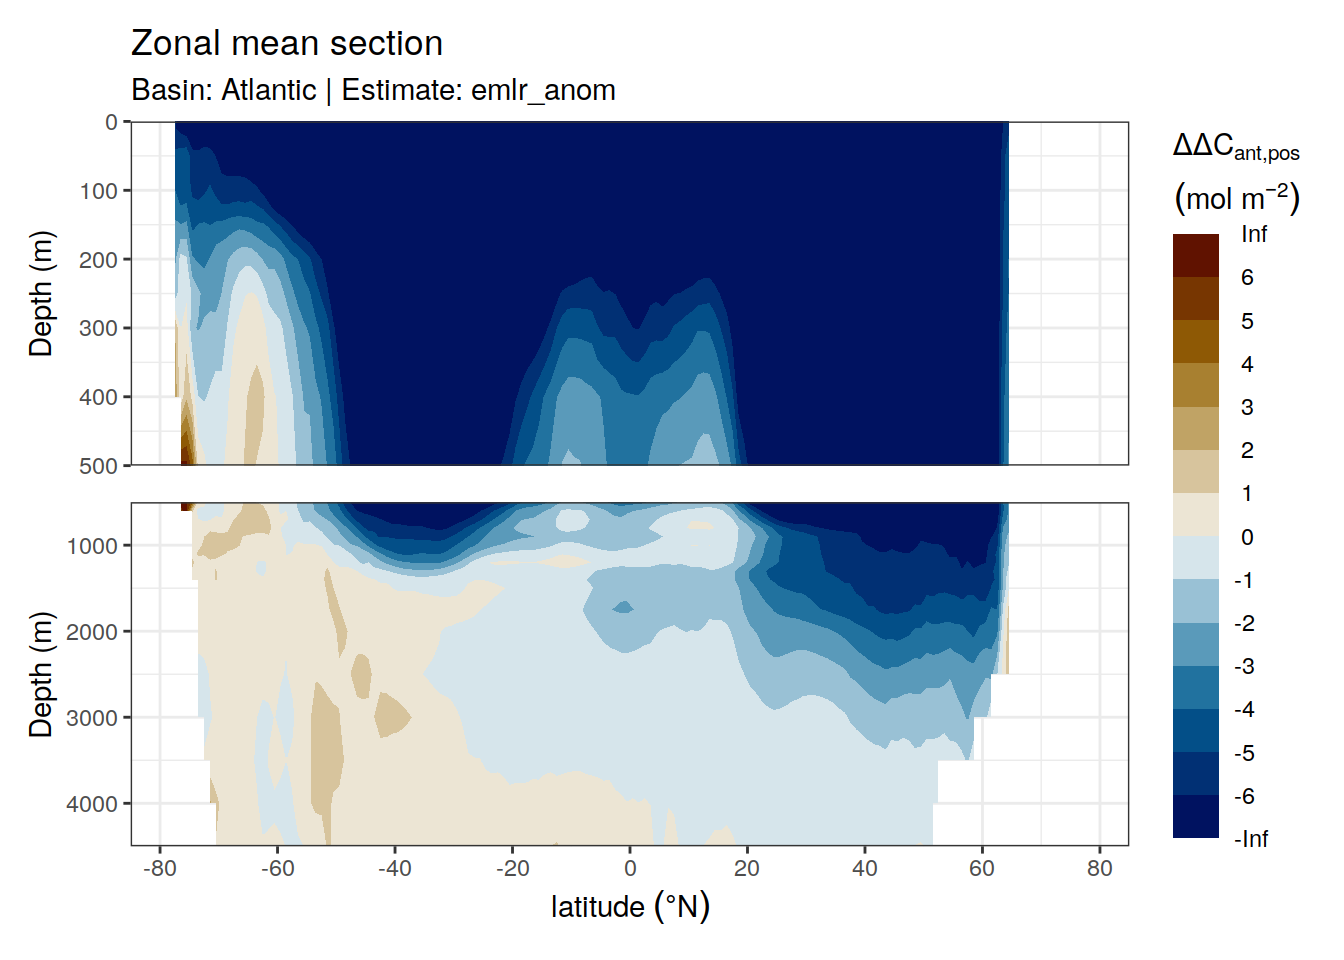 Zonal mean section
Basin: Atlantic | Estimate: emlr_anom
0
100
200
300
400
500
Depth (m)
1000
2000
3000
4000
Depth (m)
-80 -60 -40 -20 0 20 40 60 80
latitude (°N)
ΔΔCant,pos
(mol m−2)
Inf
6
5
4
3
2
1
0
-1
-2
-3
-4
-5
-6
-Inf